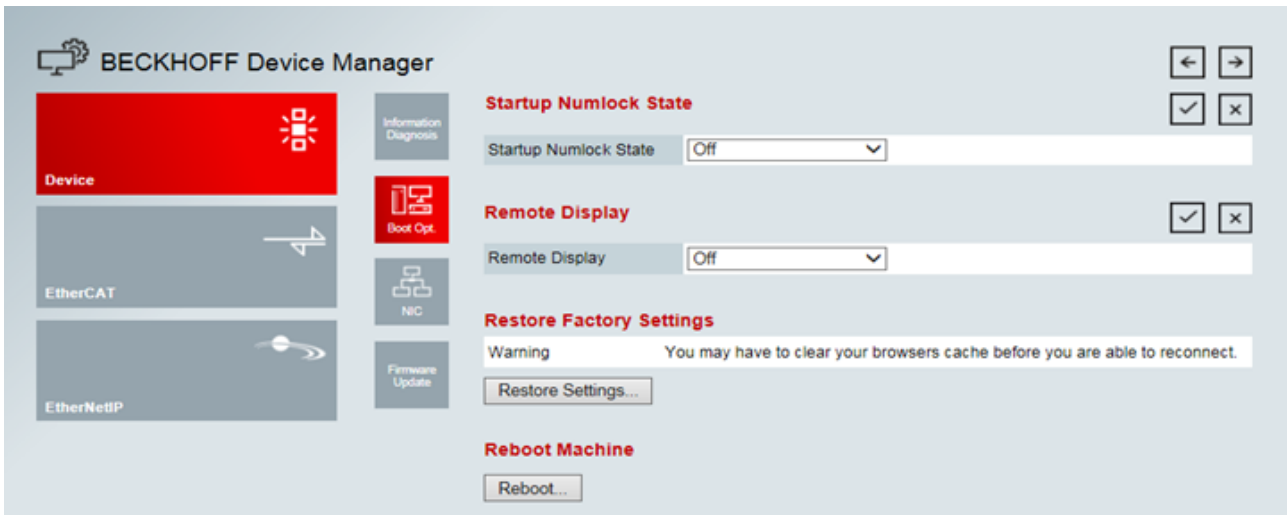 BECKHOFF Device Manager
Device
EtherCAT
EtherNetIP
Information
Diagnosis
Boot Opt.
NIC
Firmware
Update
Startup Numlock State
Startup Numlock State Off
Remote Display
Remote Display Off
Restore Factory Settings
Warning You may have to clear your browsers cache before you are able to reconnect.
Restore Settings...
Reboot Machine
Reboot...